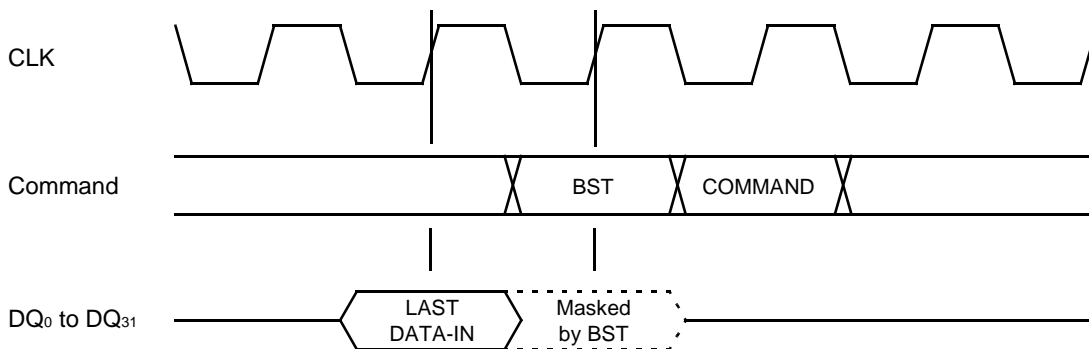 CLK
Command
BST
COMMAND
DQ0 to DQ31
LAST
DATA-IN
Masked
by BST